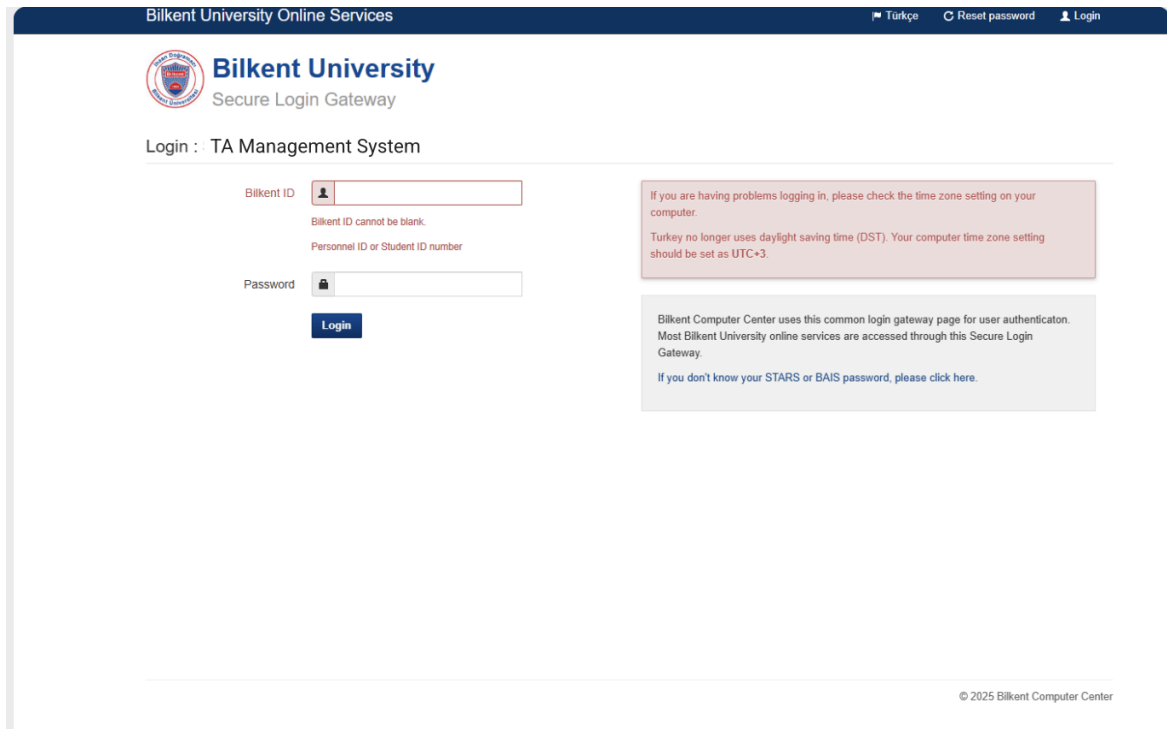 Bilkent University Online Services
Türkçe
Reset password
Login
Bilkent University
Secure Login Gateway
Login : TA Management System
Bilkent ID
Bilkent ID cannot be blank.
Personnel ID or Student ID number
Password
Login
If you are having problems logging in, please check the time zone setting on your
computer.
Turkey no longer uses daylight saving time (DST). Your computer time zone setting
should be set as UTC+3.
Bilkent Computer Center uses this common login gateway page for user authenticaton.
Most Bilkent University online services are accessed through this Secure Login
Gateway.
If you don't know your STARS or BAIS password, please click here.
© 2025 Bilkent Computer Center